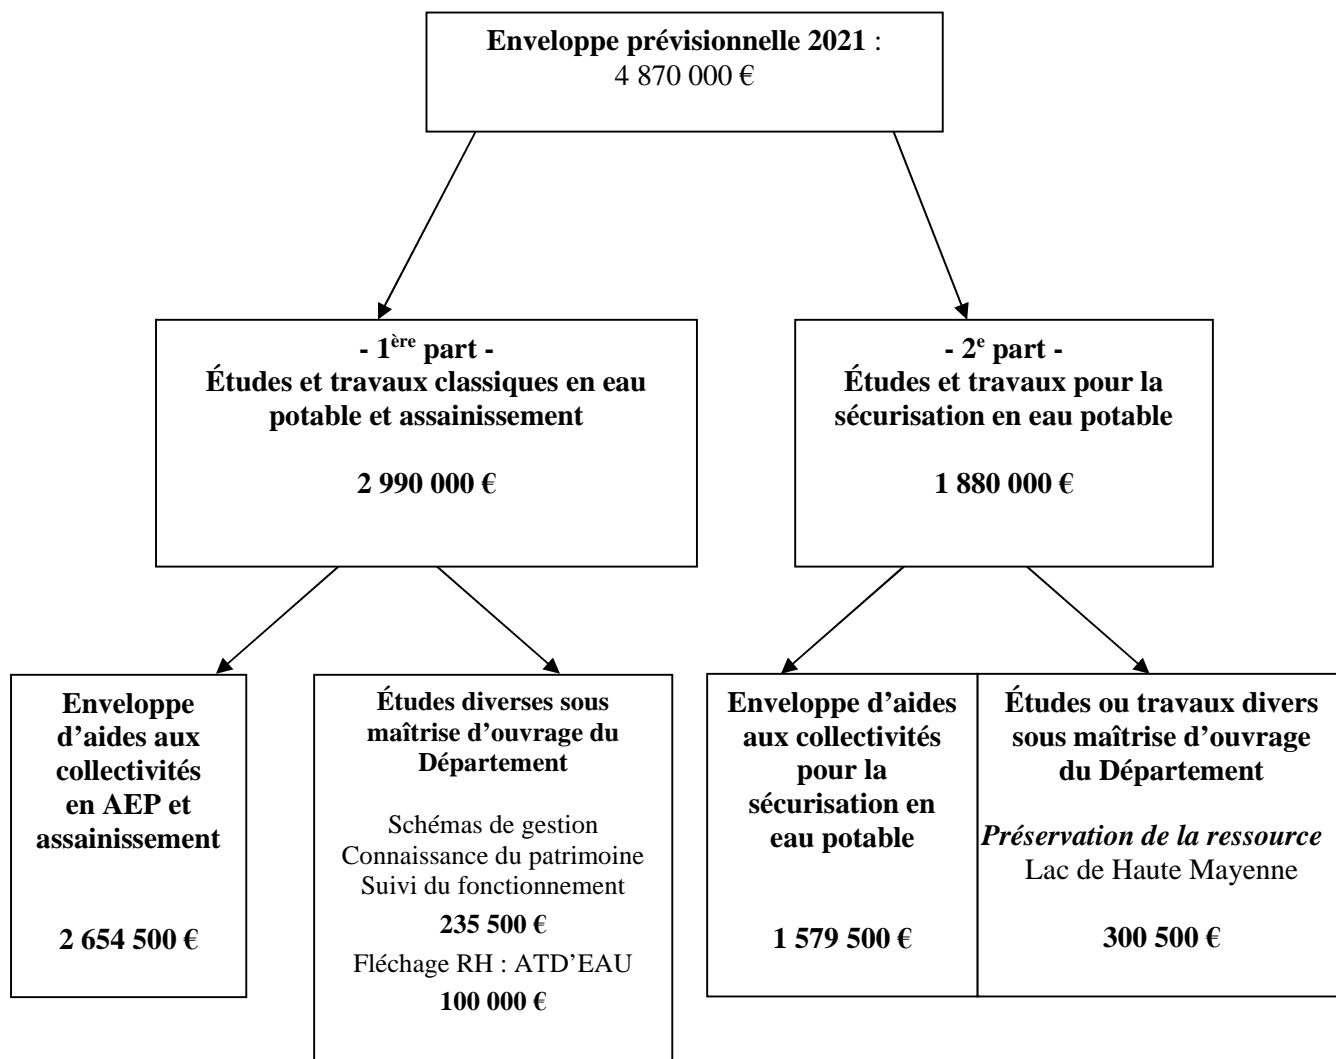 Enveloppe prévisionnelle 2021 :
4 870 000 €
- 1ère part -
Études et travaux classiques en eau
potable et assainissement
2 990 000 €
- 2e part -
Études et travaux pour la
sécurisation en eau potable
1 880 000 €
Enveloppe
d’aides aux
collectivités
en AEP et
assainissement
2 654 500 €
Études diverses sous
maîtrise d’ouvrage du
Département
Schémas de gestion
Connaissance du patrimoine
Suivi du fonctionnement
235 500 €
Fléchage RH : ATD’EAU
100 000 €
Enveloppe d’aides
aux collectivités
pour la
sécurisation en
eau potable
1 579 500 €
Études ou travaux divers
sous maîtrise d’ouvrage
du Département
Préservation de la ressource
Lac de Haute Mayenne
300 500 €